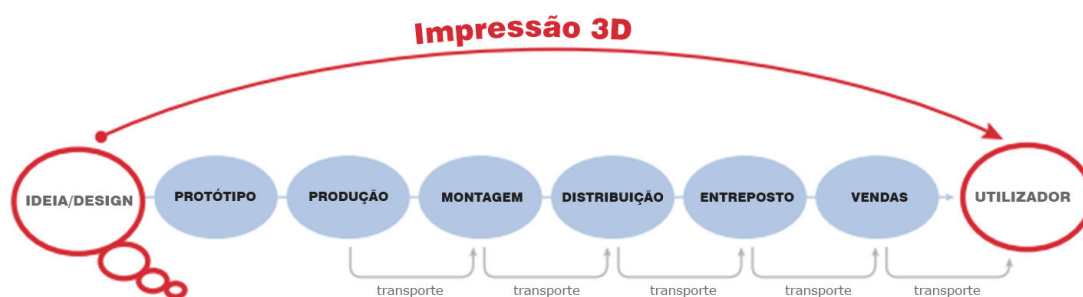 Impressão 3D
IDEIA/DESIGN
PROTÓTIPO
PRODUÇÃO
MONTAGEM
DISTRIBUIÇÃO
ENTREPOSTO
VENDAS
UTILIZADOR
transporte
transporte
transporte
transporte
transporte